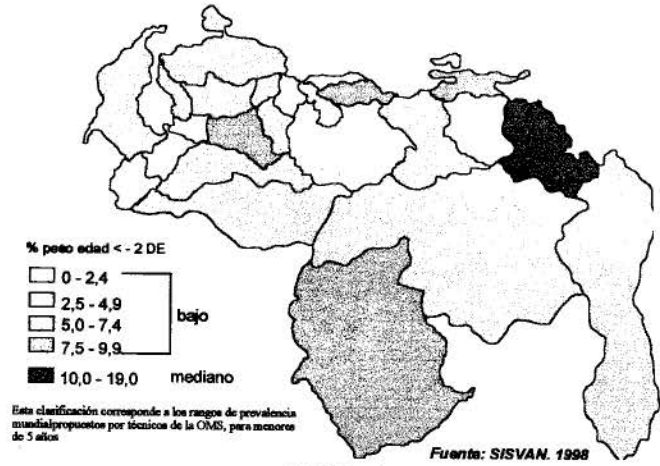 % peso edad < - 2 DE
0 - 2,4
2,5 - 4,9
5,0 - 7,4
7,5 - 9,9
bajo
10,0 - 19,0 mediano
Esta clasificación corresponde a los rangos de prevalencia
mundialpropuestos por técnicos de la OMS, para menores
de 5 años
Fuente: SISVAN. 1998